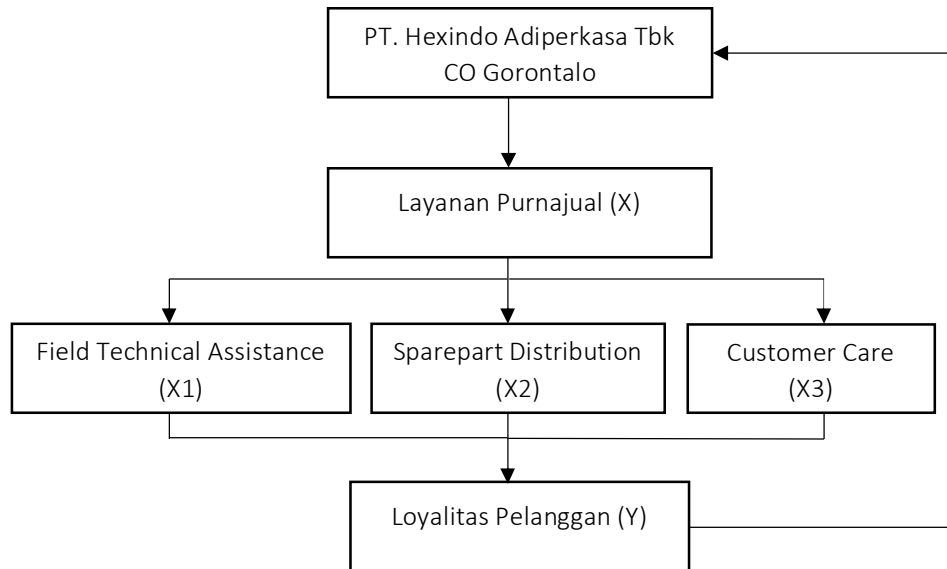 PT. Hexindo Adiperkasa Tbk
CO Gorontalo
Layanan Purnajual (X)
Field Technical Assistance
(X1)
Sparepart Distribution
(X2)
Customer Care
(X3)
Loyalitas Pelanggan (Y)